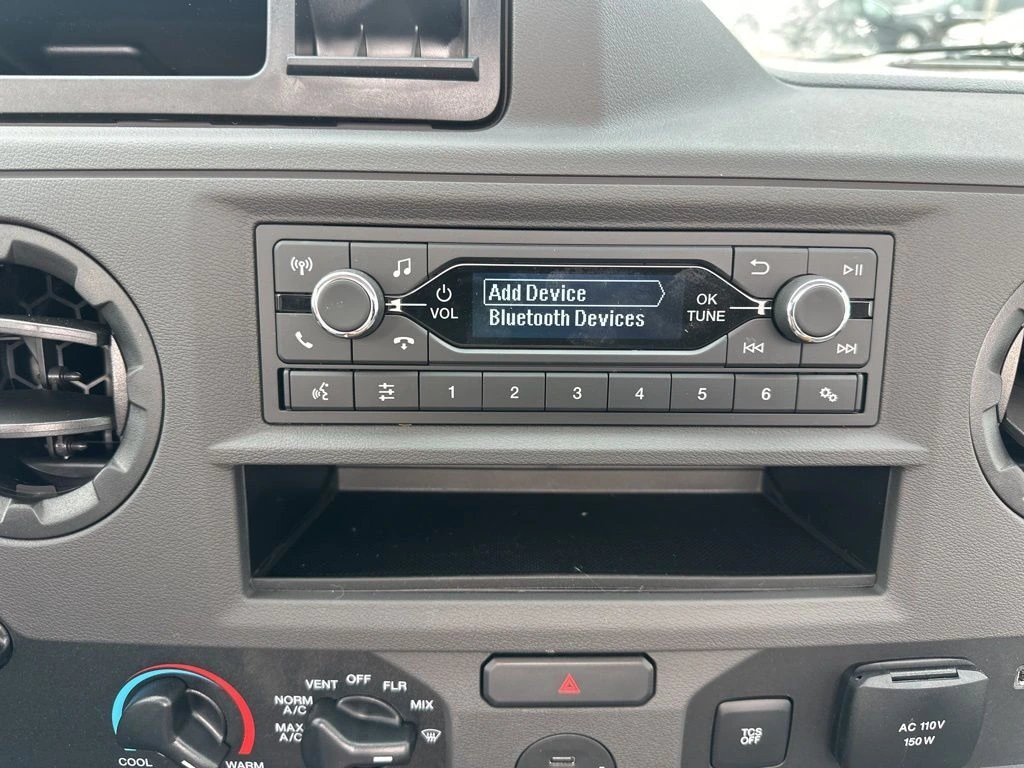 Add Device
Bluetooth Devices
VOL
OK
TUNE
1 2 3 4 5 6
OFF
VENT
FLR
NORM
A/C
MIX
MAX
A/C
COOL
WARM
TCS
OFF
AC 110V
150W